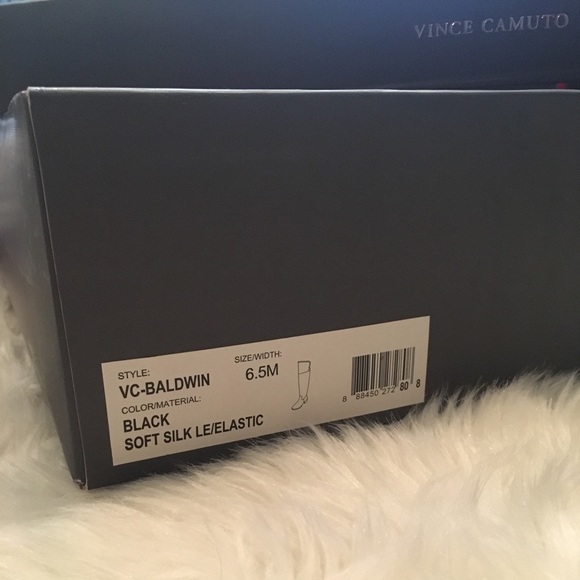 VINCE CAMUTO
STYLE:
VC-BALDWIN
SIZE/WIDTH:
6.5M
COLOR/MATERIAL:
BLACK
SOFT SILK LE/ELASTIC
8 88450 272 80 8